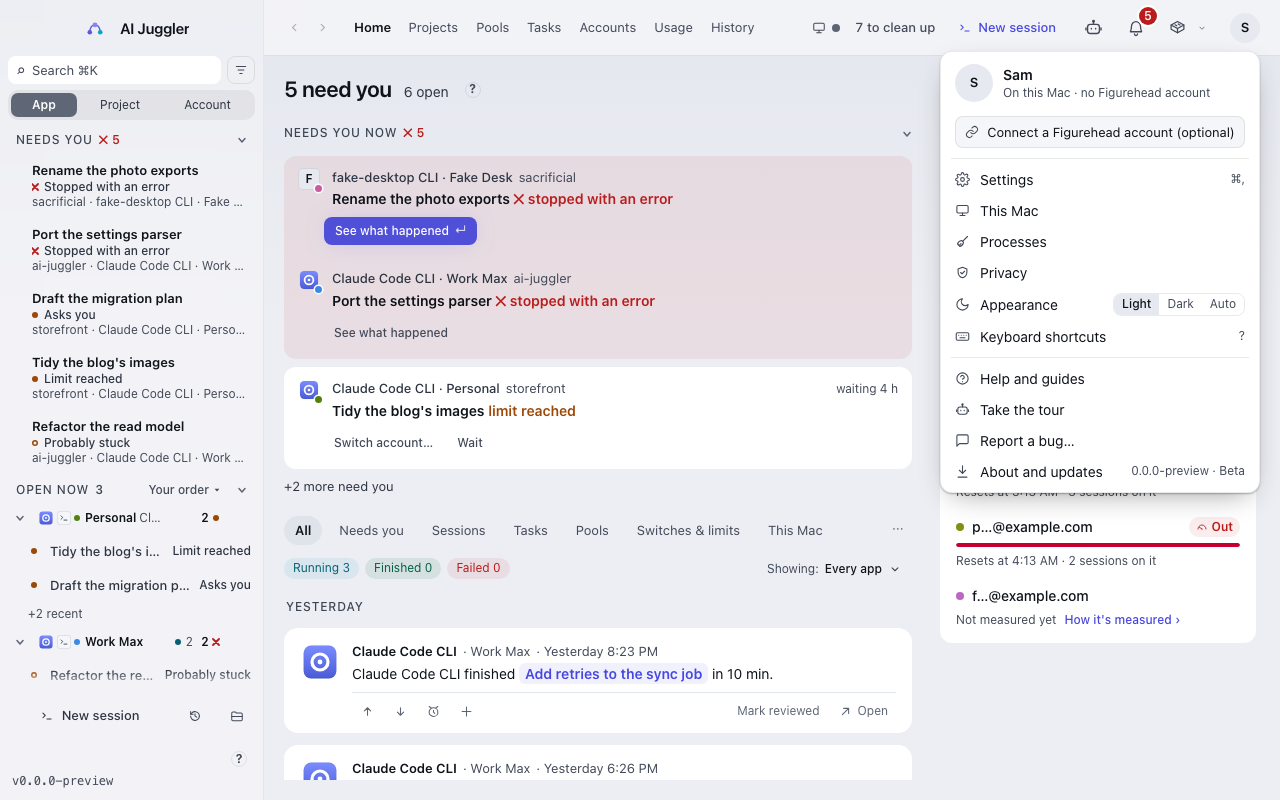 AI Juggler
Search ⌘K
App Project Account
NEEDS YOU 5
Rename the photo exports
Stopped with an error
sacrificial · fake-desktop CLI · Fake ...
Port the settings parser
Stopped with an error
ai-juggler · Claude Code CLI · Work ...
Draft the migration plan
Asks you
storefront · Claude Code CLI · Perso...
Tidy the blog's images
Limit reached
storefront · Claude Code CLI · Perso...
Refactor the read model
Probably stuck
ai-juggler · Claude Code CLI · Work ...
OPEN NOW 3 Your order
Personal Cl... 2
Tidy the blog's i... Limit reached
Draft the migration p... Asks you
+2 recent
Work Max 2 2
Refactor the re... Probably stuck
New session
?
v0.0.0-preview
Home Projects Pools Tasks Accounts Usage History 7 to clean up New session 5 S
5 need you 6 open ?
NEEDS YOU NOW 5
F
fake-desktop CLI · Fake Desk sacrificial
Rename the photo exports stopped with an error
See what happened
Claude Code CLI · Work Max ai-juggler
Port the settings parser stopped with an error
See what happened
Claude Code CLI · Personal storefront waiting 4 h
Tidy the blog's images limit reached
Switch account... Wait
+2 more need you
All Needs you Sessions Tasks Pools Switches & limits This Mac ...
Running 3 Finished 0 Failed 0 Showing: Every app
YESTERDAY
Claude Code CLI · Work Max · Yesterday 8:23 PM
Claude Code CLI finished Add retries to the sync job in 10 min.
Mark reviewed Open
Claude Code CLI · Work Max · Yesterday 6:26 PM
S
Sam
On this Mac · no Figurehead account
Connect a Figurehead account (optional)
Settings ⌘,
This Mac
Processes
Privacy
Appearance Light Dark Auto
Keyboard shortcuts ?
Help and guides
Take the tour
Report a bug...
About and updates 0.0.0-preview · Beta
p...@example.com Out
Resets at 4:13 AM · 2 sessions on it
f...@example.com
Not measured yet How it's measured ›